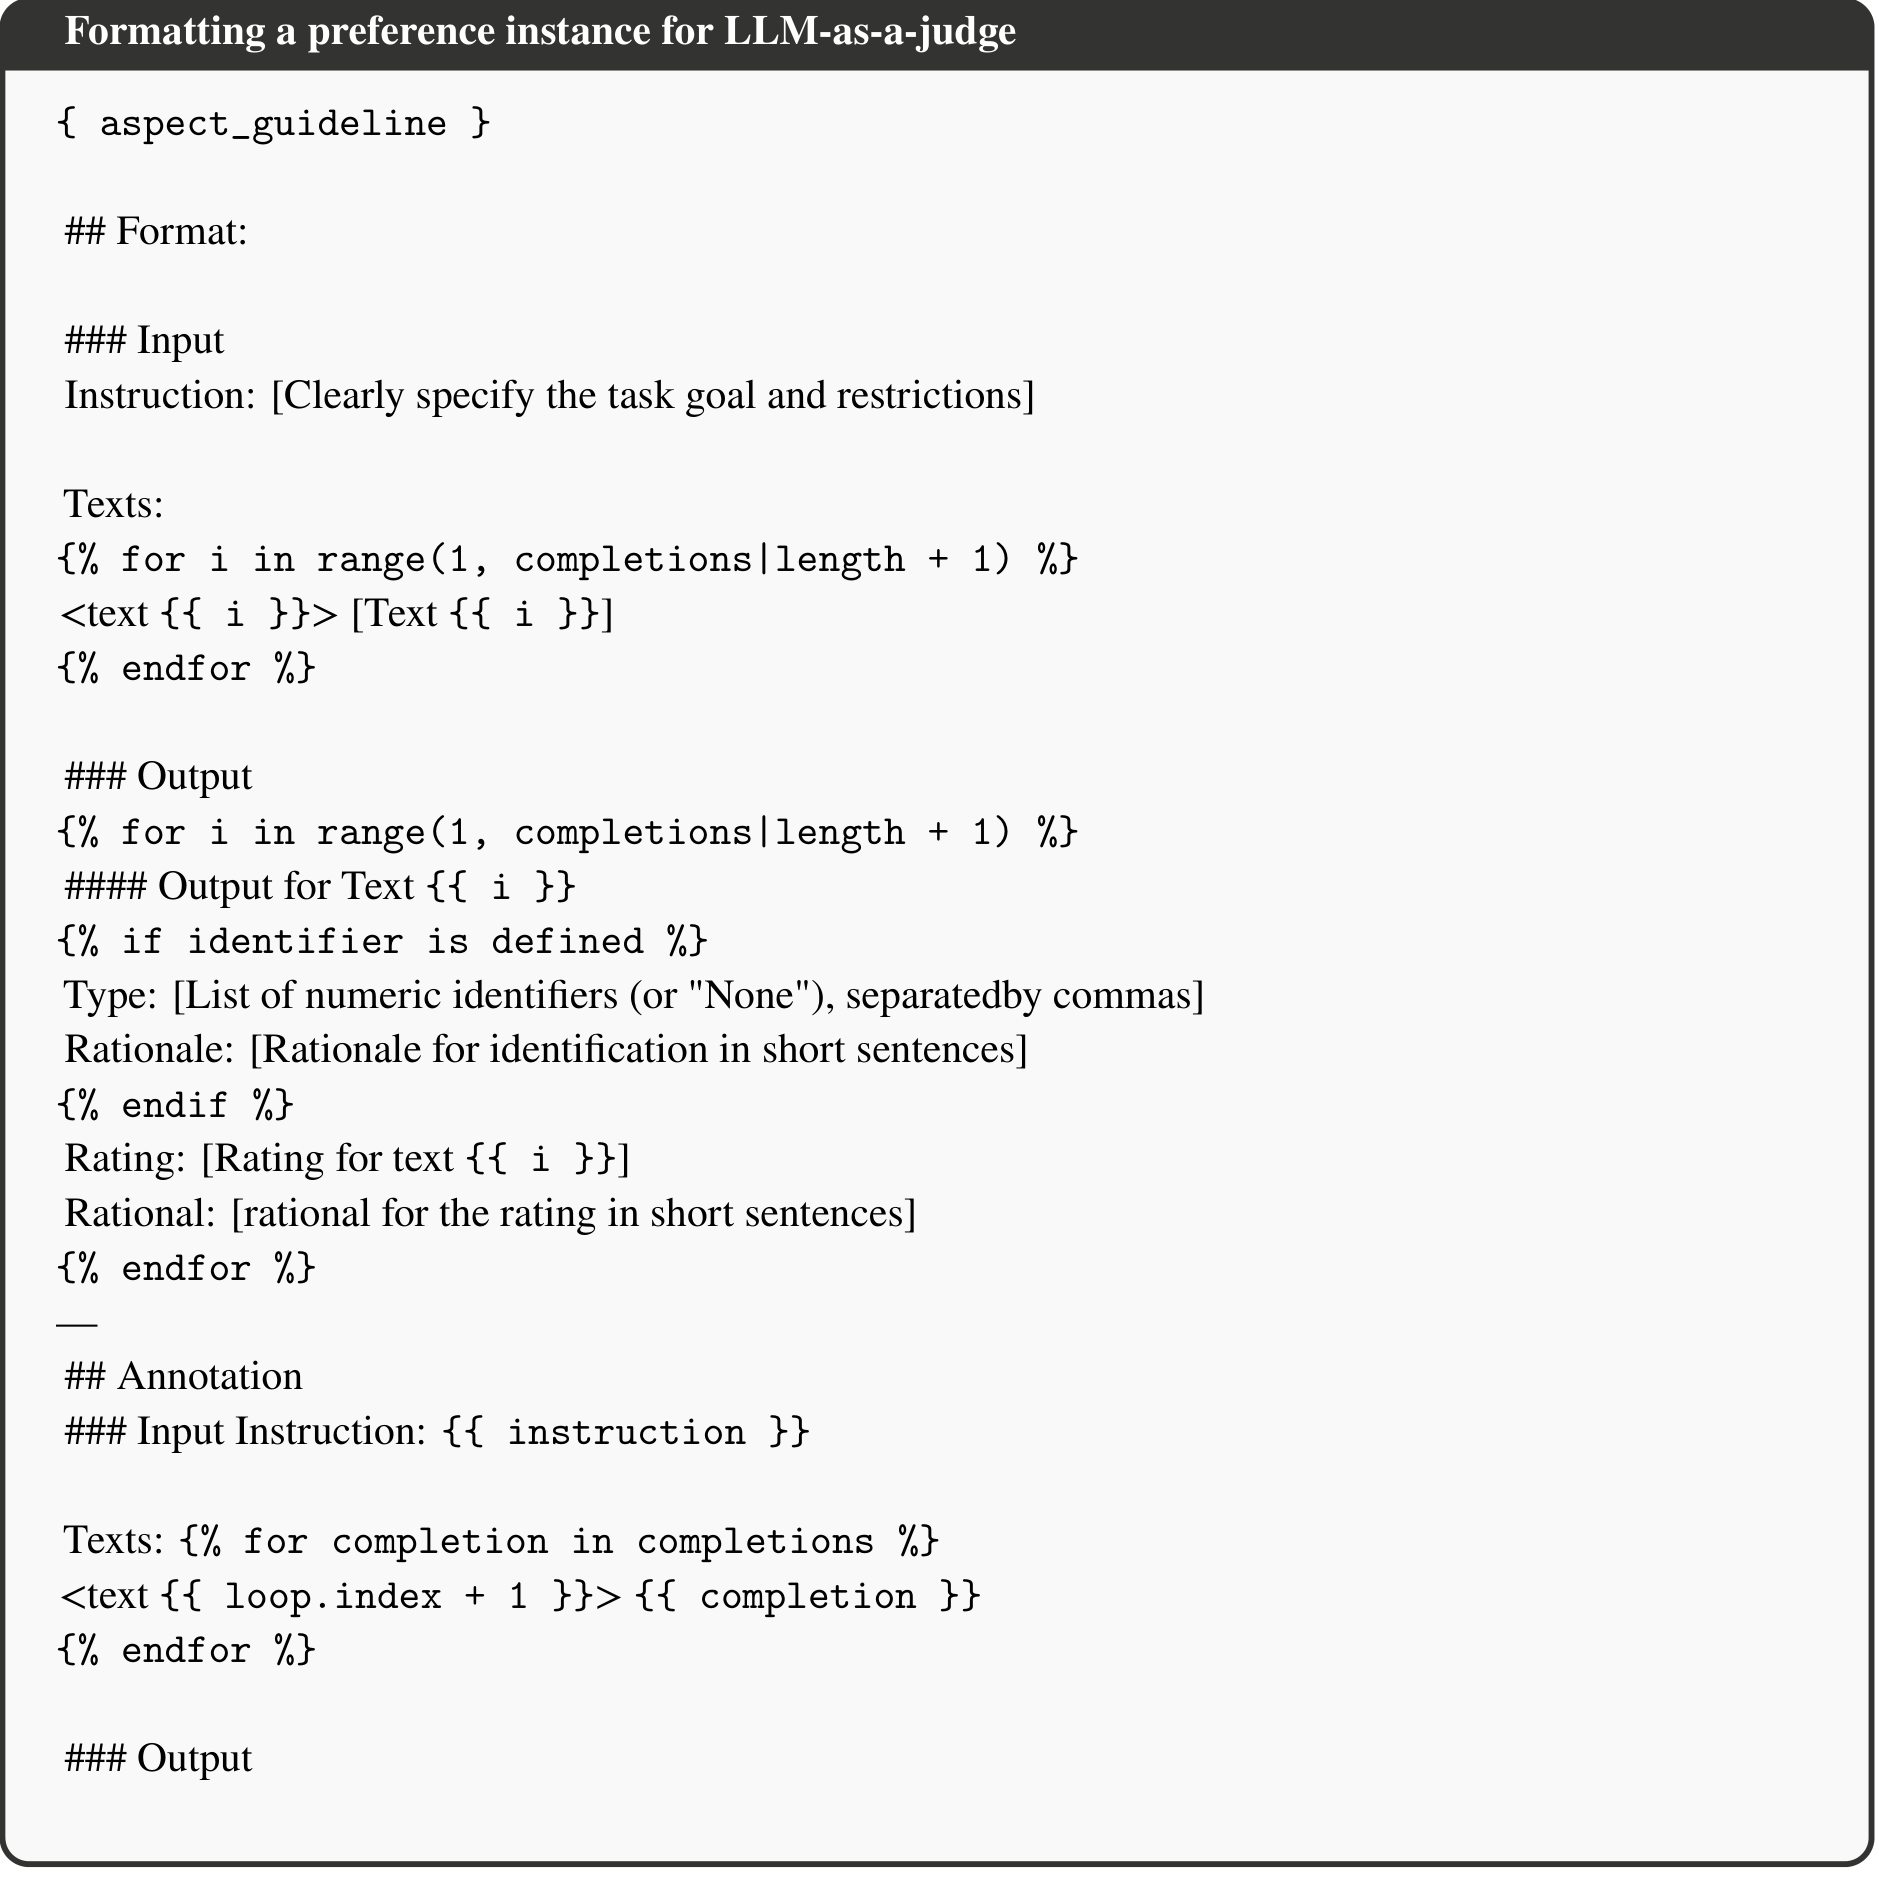 Formatting a preference instance for LLM-as-a-judge
{ aspect_guideline }
## Format:
### Input
Instruction: [Clearly specify the task goal and restrictions]
Texts:
{% for i in range(1, completions|length + 1) %}
<text {{ i }}> [Text {{ i }}]
{% endfor %}
### Output
{% for i in range(1, completions|length + 1) %}
#### Output for Text {{ i }}
{% if identifier is defined %}
Type: [List of numeric identifiers (or "None"), separatedby commas]
Rationale: [Rationale for identification in short sentences]
{% endif %}
Rating: [Rating for text {{ i }}]
Rational: [rational for the rating in short sentences]
{% endfor %}
—
## Annotation
### Input Instruction: {{ instruction }}
Texts: {% for completion in completions %}
<text {{ loop.index + 1 }}> {{ completion }}
{% endfor %}
### Output